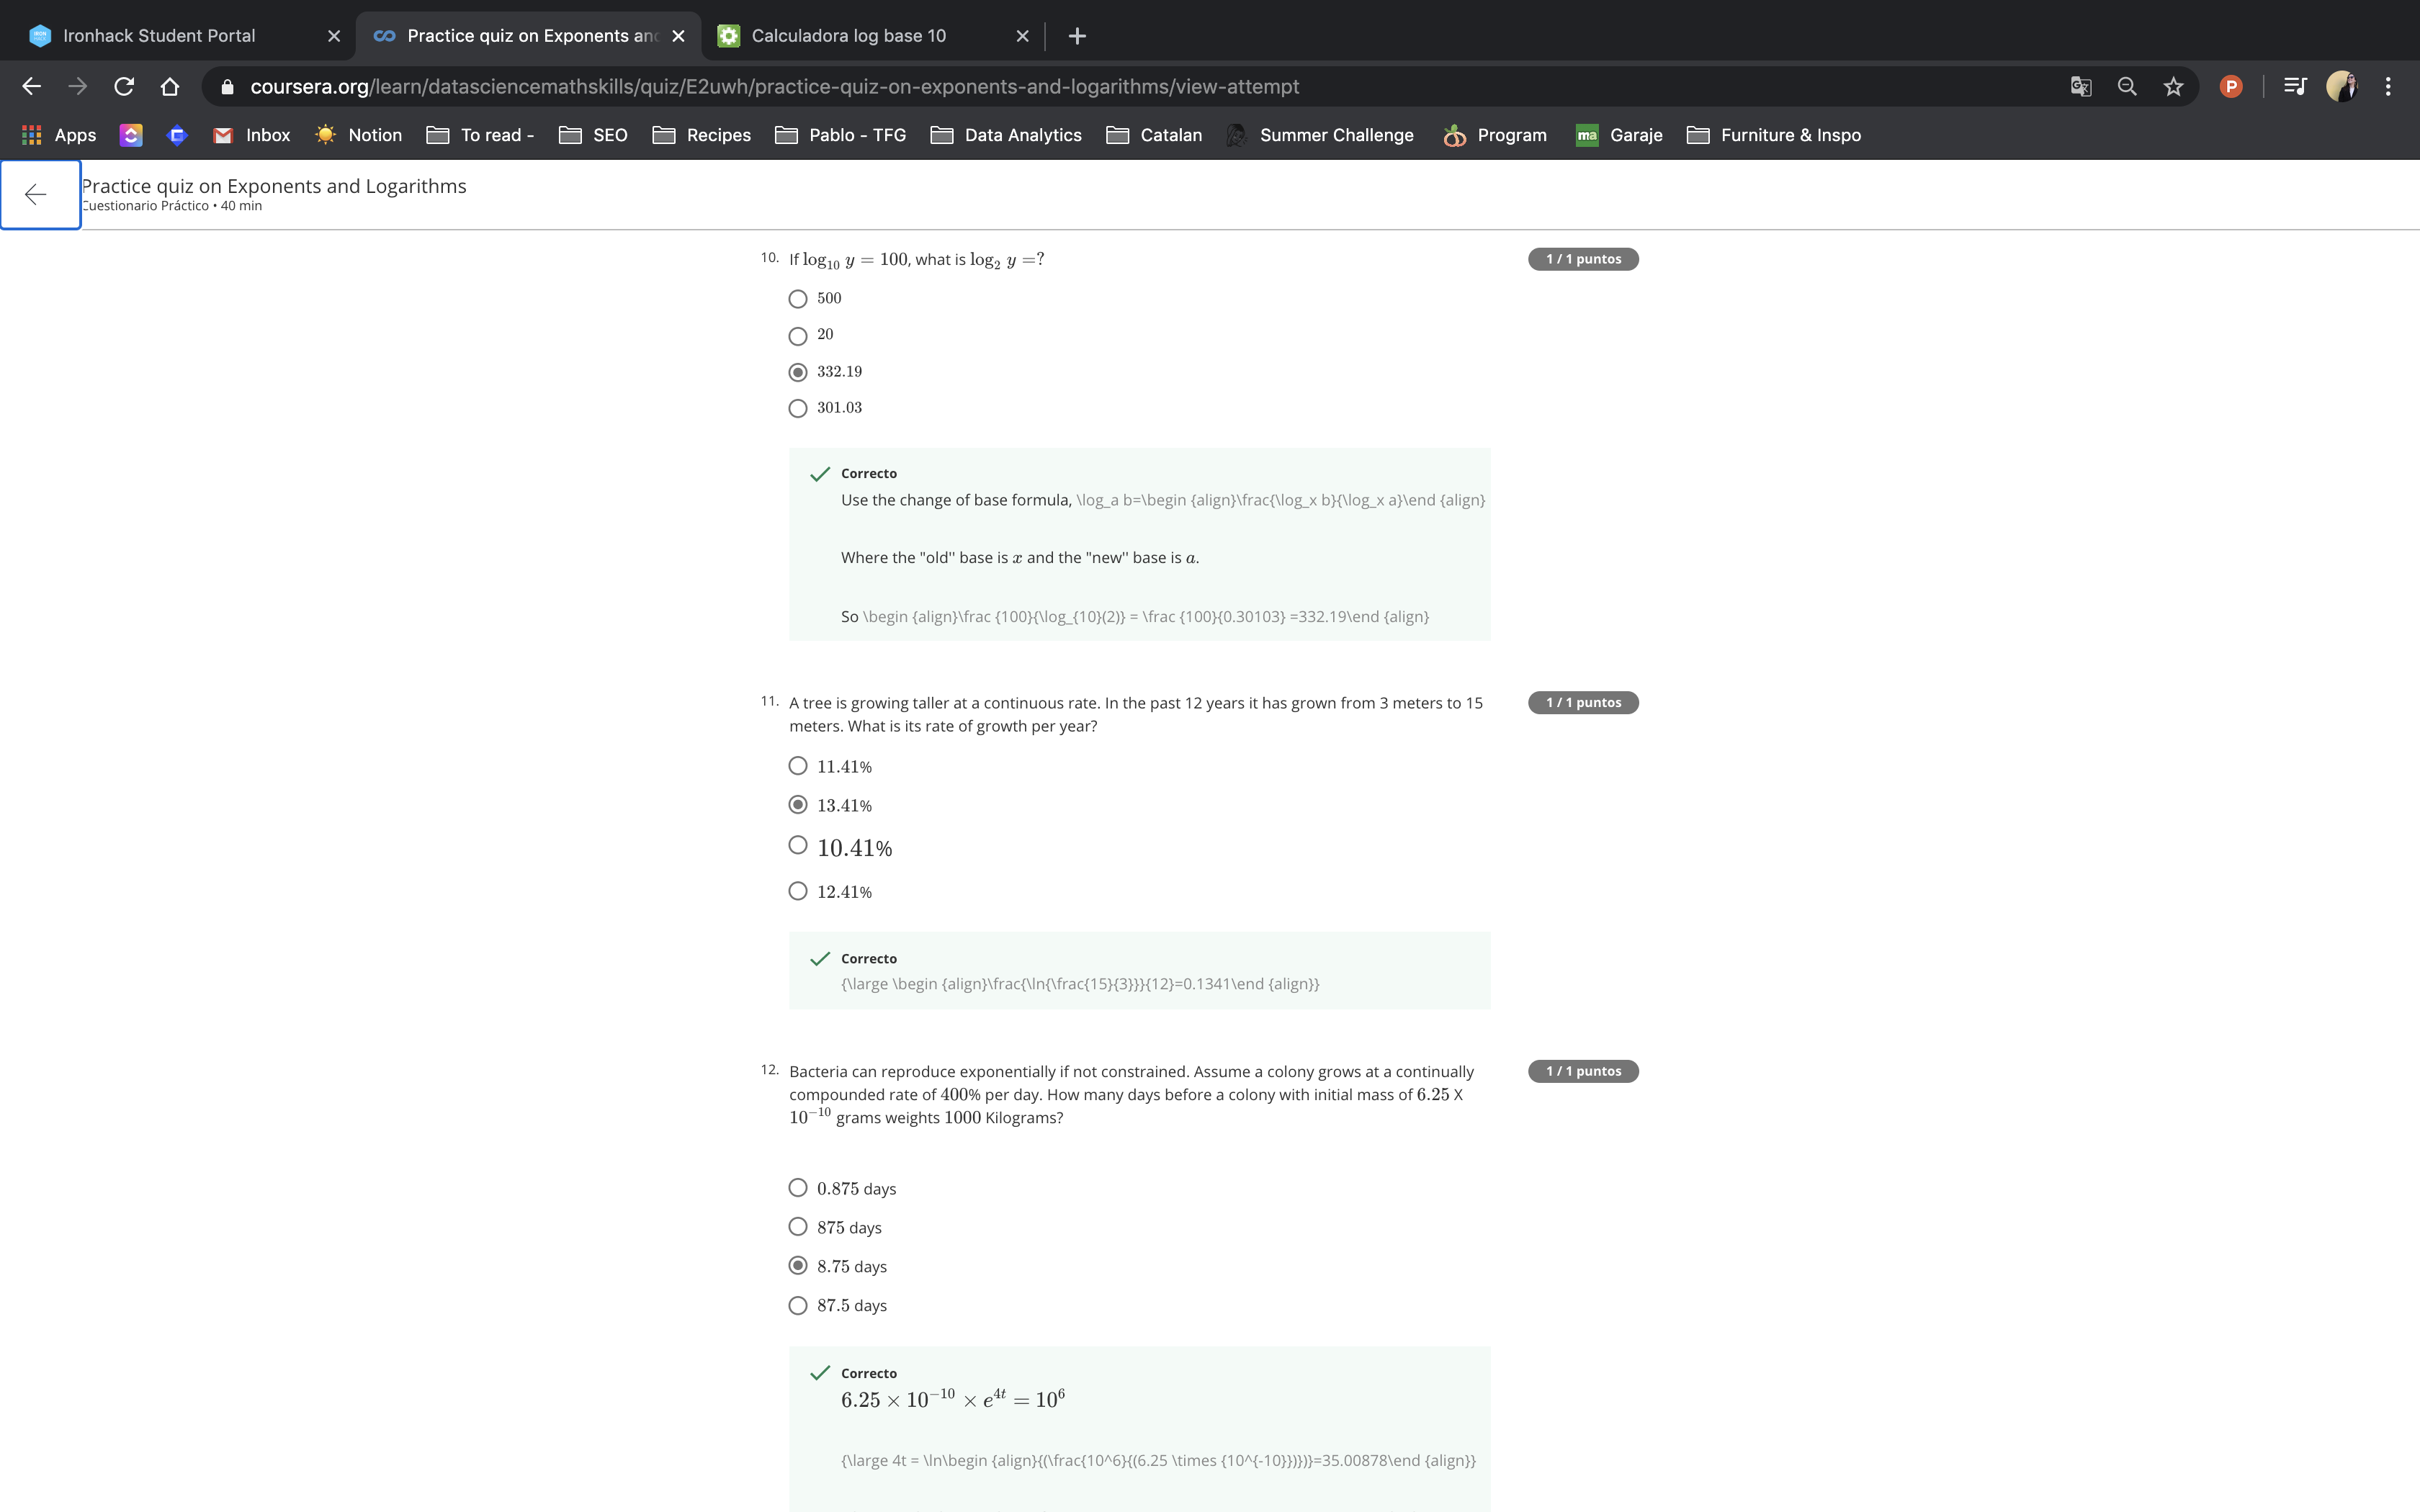 Ironhack Student Portal
Practice quiz on Exponents anc
Calculadora log base 10
coursera.org/learn/datasciencemathskills/quiz/E2uwh/practice-quiz-on-exponents-and-logarithms/view-attempt
P
Apps
Inbox
Notion
To read -
SEO
Recipes
Pablo - TFG
Data Analytics
Catalan
Summer Challenge
Program
ma
Garaje
Furniture & Inspo
Practice quiz on Exponents and Logarithms
Cuestionario Práctico • 40 min
10. If log₁₀ y = 100, what is log₂ y =?
1 / 1 puntos
500
20
332.19
301.03
Correcto
Use the change of base formula, \log_a b=\begin {align}\frac{\log_x b}{\log_x a}\end {align}
Where the "old'' base is x and the "new'' base is a.
So \begin {align}\frac {100}{\log_{10}(2)} = \frac {100}{0.30103} =332.19\end {align}
11. A tree is growing taller at a continuous rate. In the past 12 years it has grown from 3 meters to 15
meters. What is its rate of growth per year?
1 / 1 puntos
11.41%
13.41%
10.41%
12.41%
Correcto
{\large \begin {align}\frac{\ln{\frac{15}{3}}}{12}=0.1341\end {align}}
12. Bacteria can reproduce exponentially if not constrained. Assume a colony grows at a continually
compounded rate of 400% per day. How many days before a colony with initial mass of 6.25 X
10⁻¹⁰ grams weights 1000 Kilograms?
1 / 1 puntos
0.875 days
875 days
8.75 days
87.5 days
Correcto
6.25 × 10⁻¹⁰ × e⁴ᵗ = 10⁶
{\large 4t = \ln\begin {align}{(\frac{10^6}{(6.25 \times {10^{-10}})})}=35.00878\end {align}}